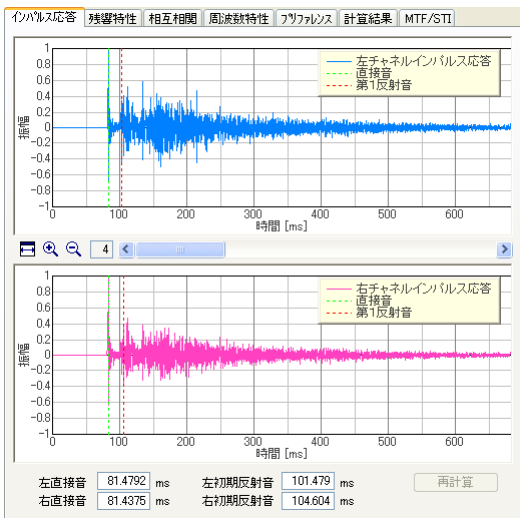 インパルス応答 残響特性 相互相関 周波数特性 プリファレンス 計算結果 MTF/STI
1
0.8
0.6
0.4
0.2
0
-0.2
-0.4
-0.6
-0.8
-1
振幅
左チャネルインパルス応答
直接音
第1反射音
0 100 200 300 400 500 600
時間 [ms]
4
1
0.8
0.6
0.4
0.2
0
-0.2
-0.4
-0.6
-0.8
-1
振幅
右チャネルインパルス応答
直接音
第1反射音
0 100 200 300 400 500 600
時間 [ms]
左直接音 81.4792 ms 左初期反射音 101.479 ms 再計算
右直接音 81.4375 ms 右初期反射音 104.604 ms